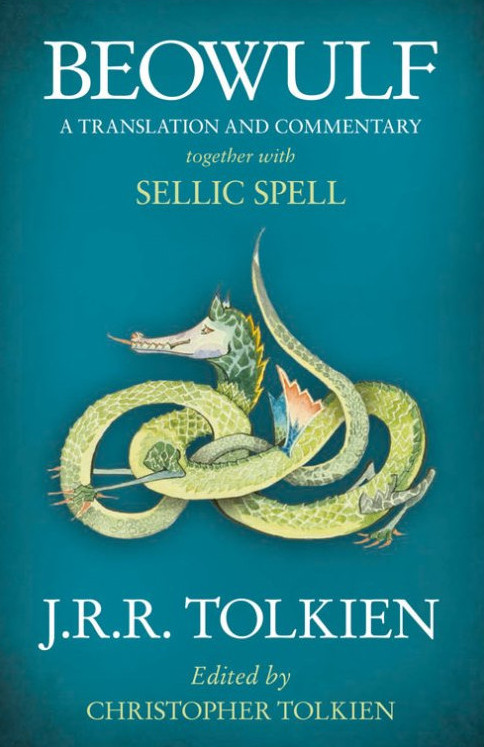 BEOWULF
A TRANSLATION AND COMMENTARY
together with
SELLIC SPELL
J.R.R. TOLKIEN
Edited by
CHRISTOPHER TOLKIEN